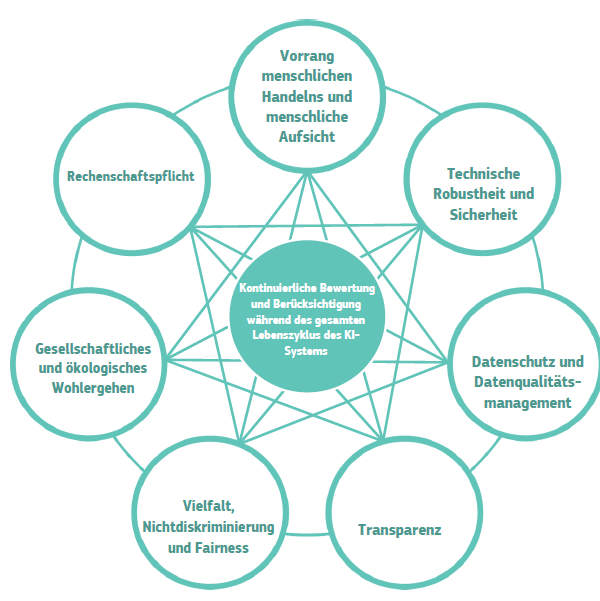 Vorrang
menschlichen
Handelns und
menschliche
Aufsicht
Technische
Robustheit und
Sicherheit
Datenschutz und
Datenqualitäts-
management
Transparenz
Vielfalt,
Nichtdiskriminierung
und Fairness
Gesellschaftliches
und ökologisches
Wohlergehen
Rechenschaftspflicht
Kontinuierliche Bewertung
und Berücksichtigung
während des gesamten
Lebenszyklus des KI-
Systems